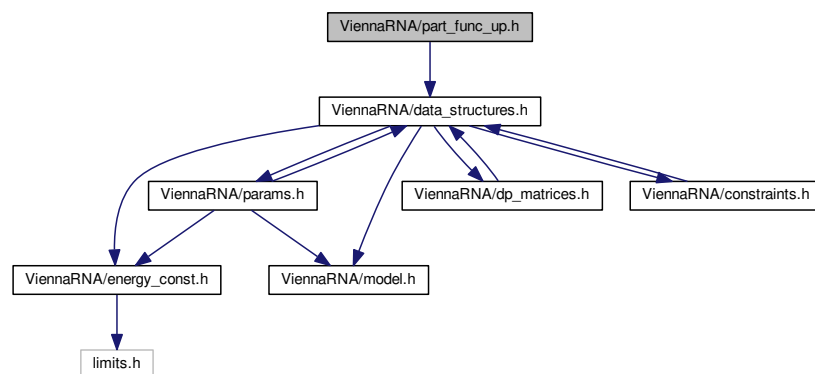 ViennaRNA/part_func_up.h
ViennaRNA/data_structures.h
ViennaRNA/params.h
ViennaRNA/dp_matrices.h
ViennaRNA/constraints.h
ViennaRNA/energy_const.h
ViennaRNA/model.h
limits.h